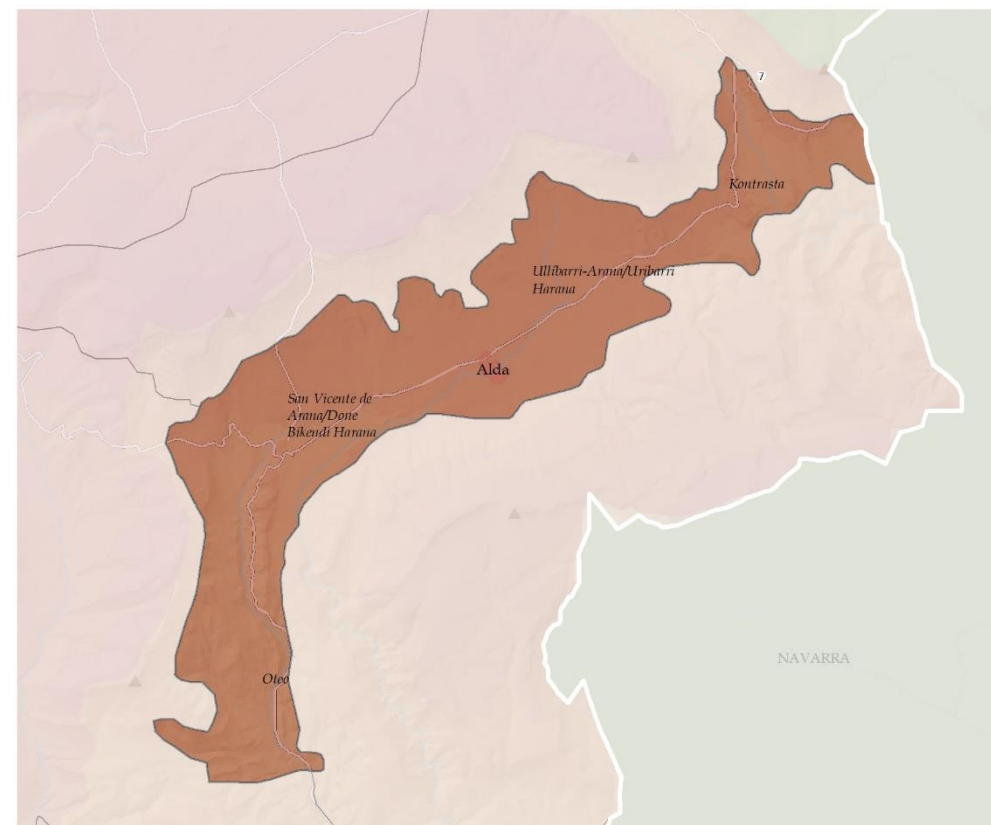 7
Kontrasta
Ullíbarri-Arana/Uribarri
Harana
Alda
San Vicente de
Arana/Done
Bikendi Harana
NAVARRA
Oteo